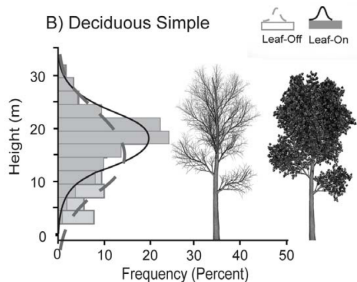 B) Deciduous Simple
Leaf-Off Leaf-On
Height (m)
30
20
10
0
0 10 20 30 40 50
Frequency (Percent)